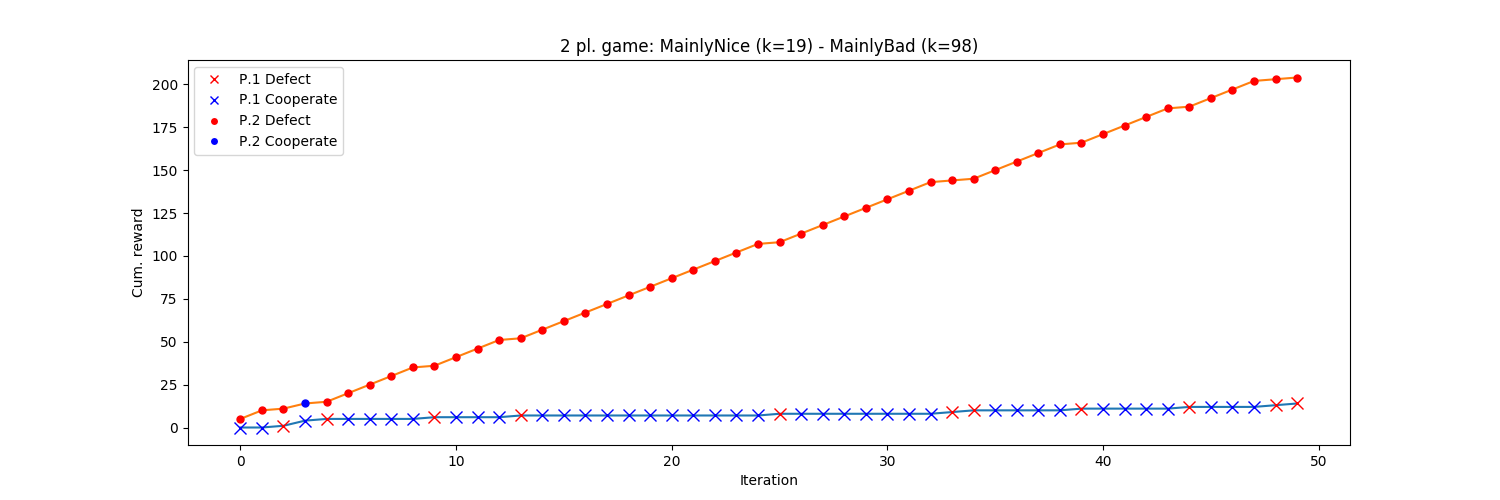 2 pl. game: MainlyNice (k=19) - MainlyBad (k=98)
P.1 Defect
P.1 Cooperate
P.2 Defect
P.2 Cooperate
Cum. reward
200
175
150
125
100
75
50
25
0
0 10 20 30 40 50
Iteration